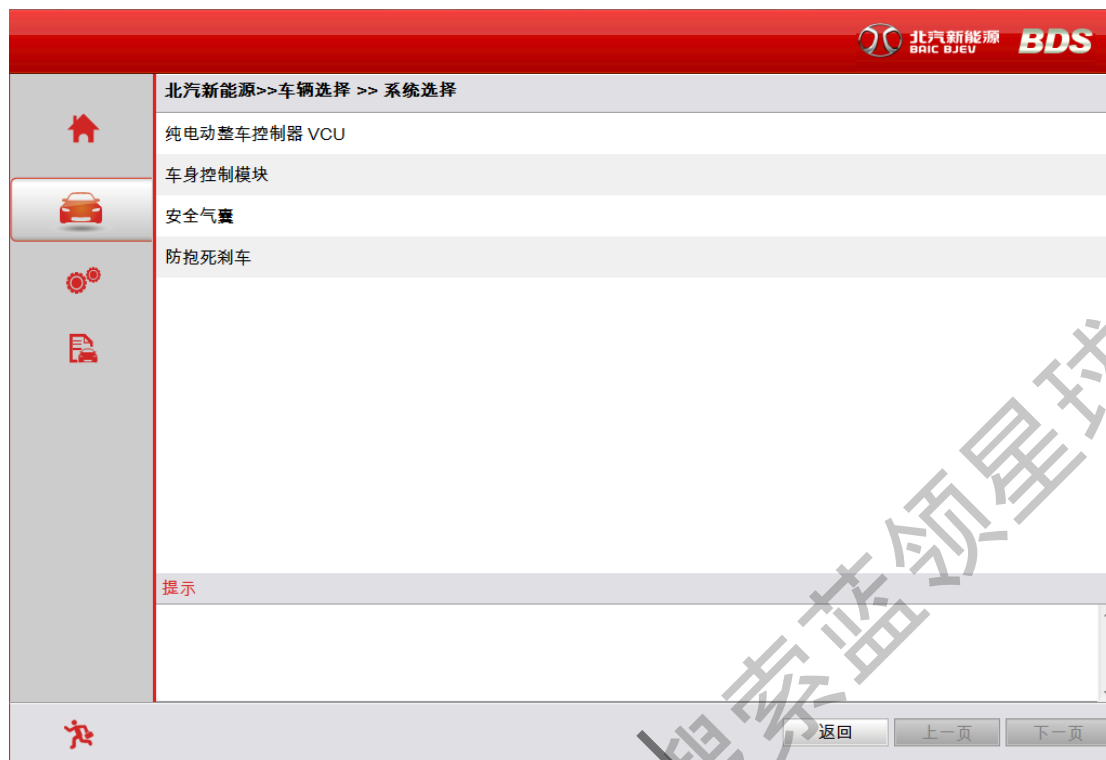 北汽新能源
BAIC BJEV
BDS
北汽新能源>>车辆选择 >> 系统选择
纯电动整车控制器 VCU
车身控制模块
安全气囊
防抱死刹车
提示
搜索蓝领星球
返回
上一页
下一页